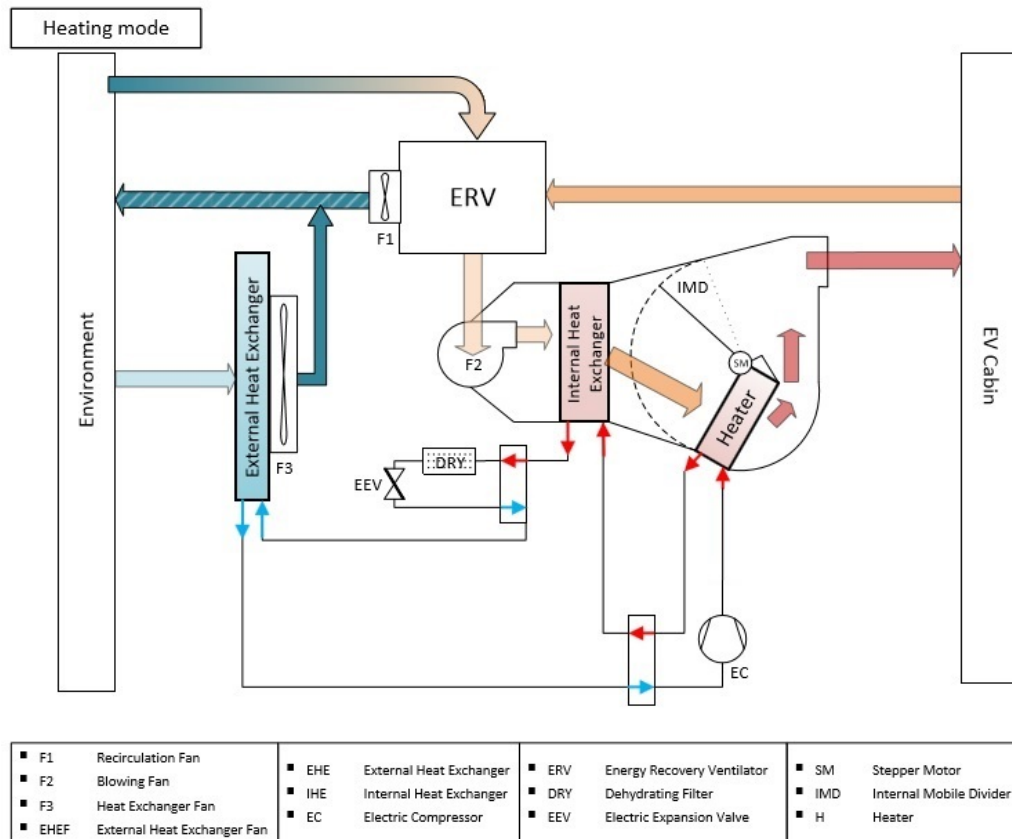 Heating mode
Environment
ERV
F1
External Heat Exchanger
F3
F2
Internal Heat
Exchanger
IMD
SM
Heater
EV Cabin
DRY
EEV
EC
F1 Recirculation Fan
F2 Blowing Fan
F3 Heat Exchanger Fan
EHEF External Heat Exchanger Fan
EHE External Heat Exchanger
IHE Internal Heat Exchanger
EC Electric Compressor
ERV Energy Recovery Ventilator
DRY Dehydrating Filter
EEV Electric Expansion Valve
SM Stepper Motor
IMD Internal Mobile Divider
H Heater